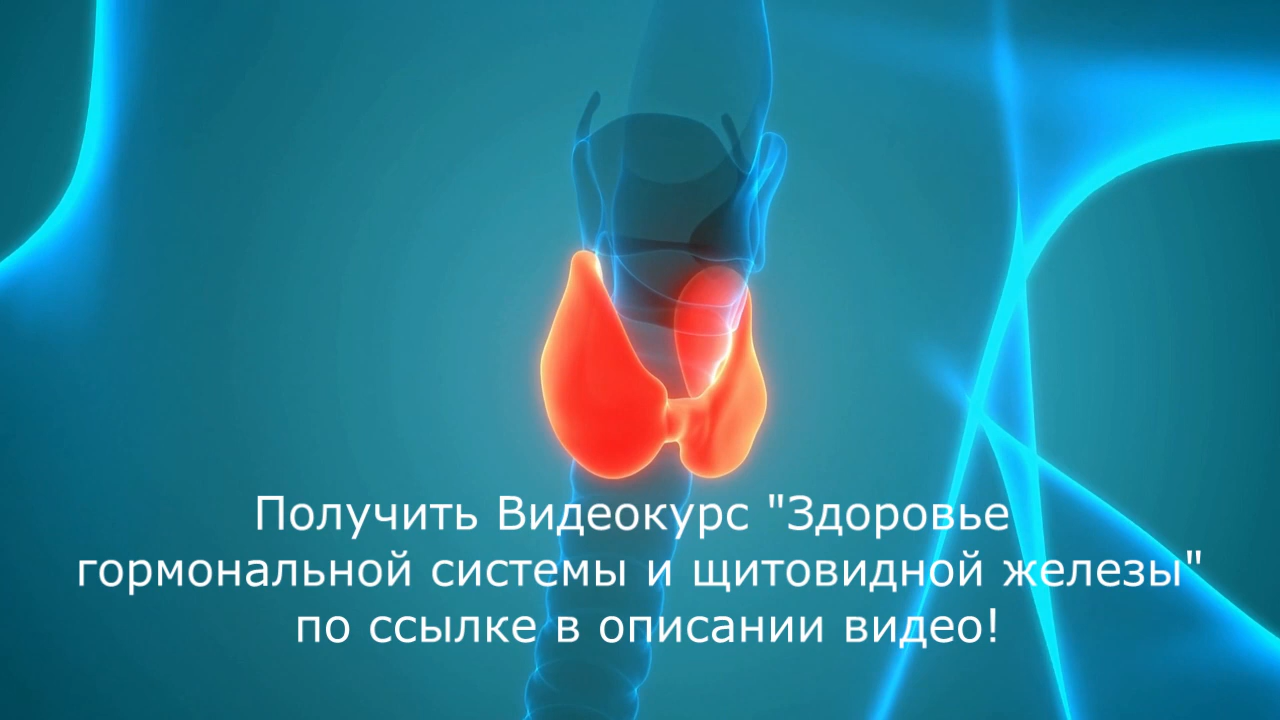 Получить Видеокурс "Здоровье
гормональной системы и щитовидной железы"
по ссылке в описании видео!